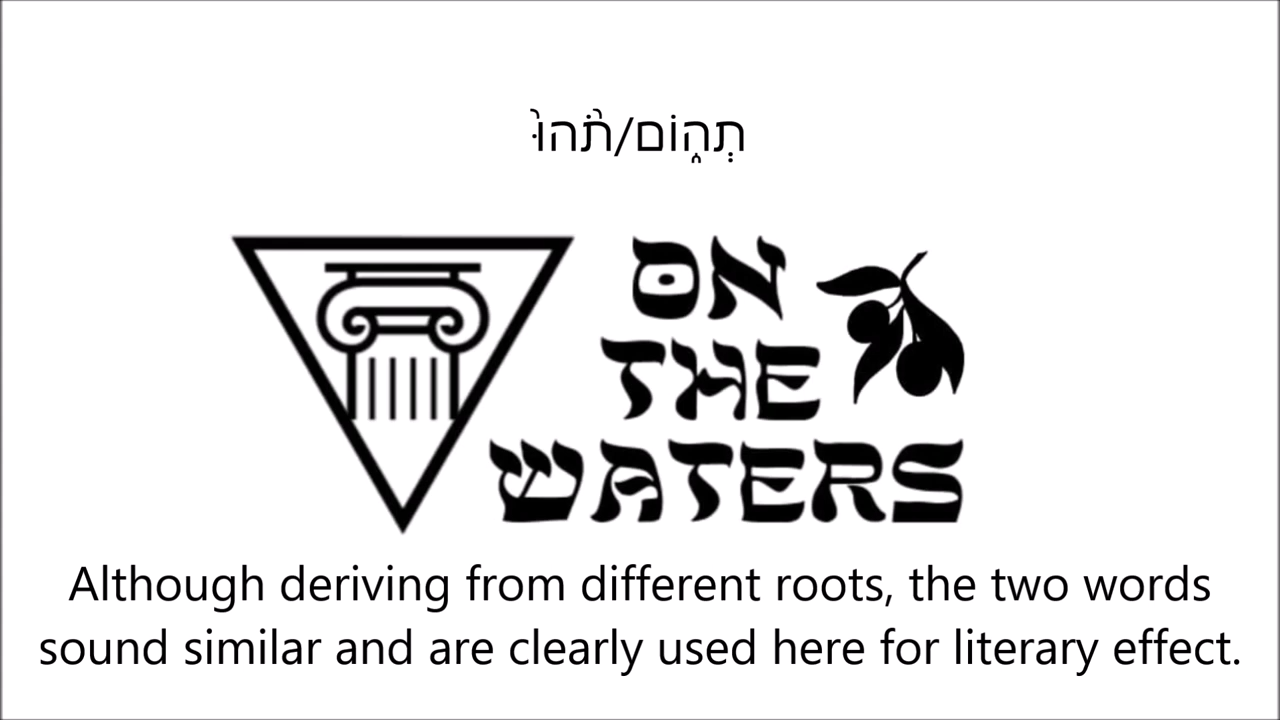 תְה֑וֹם/תֹ֙הוּ֙
ON
THE
WATERS
Although deriving from different roots, the two words
sound similar and are clearly used here for literary effect.